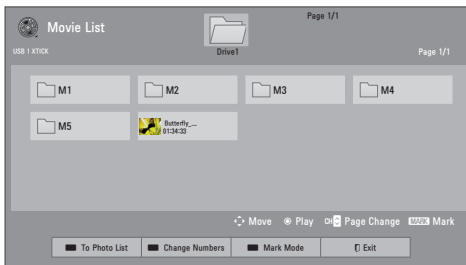 Movie List
Page 1/1
USB 1 XTICK
Drive1
Page 1/1
M1
M2
M3
M4
M5
Butterfly_...
01:34:33
Move
Play
CH
Page Change
MARK
Mark
To Photo List
Change Numbers
Mark Mode
Exit